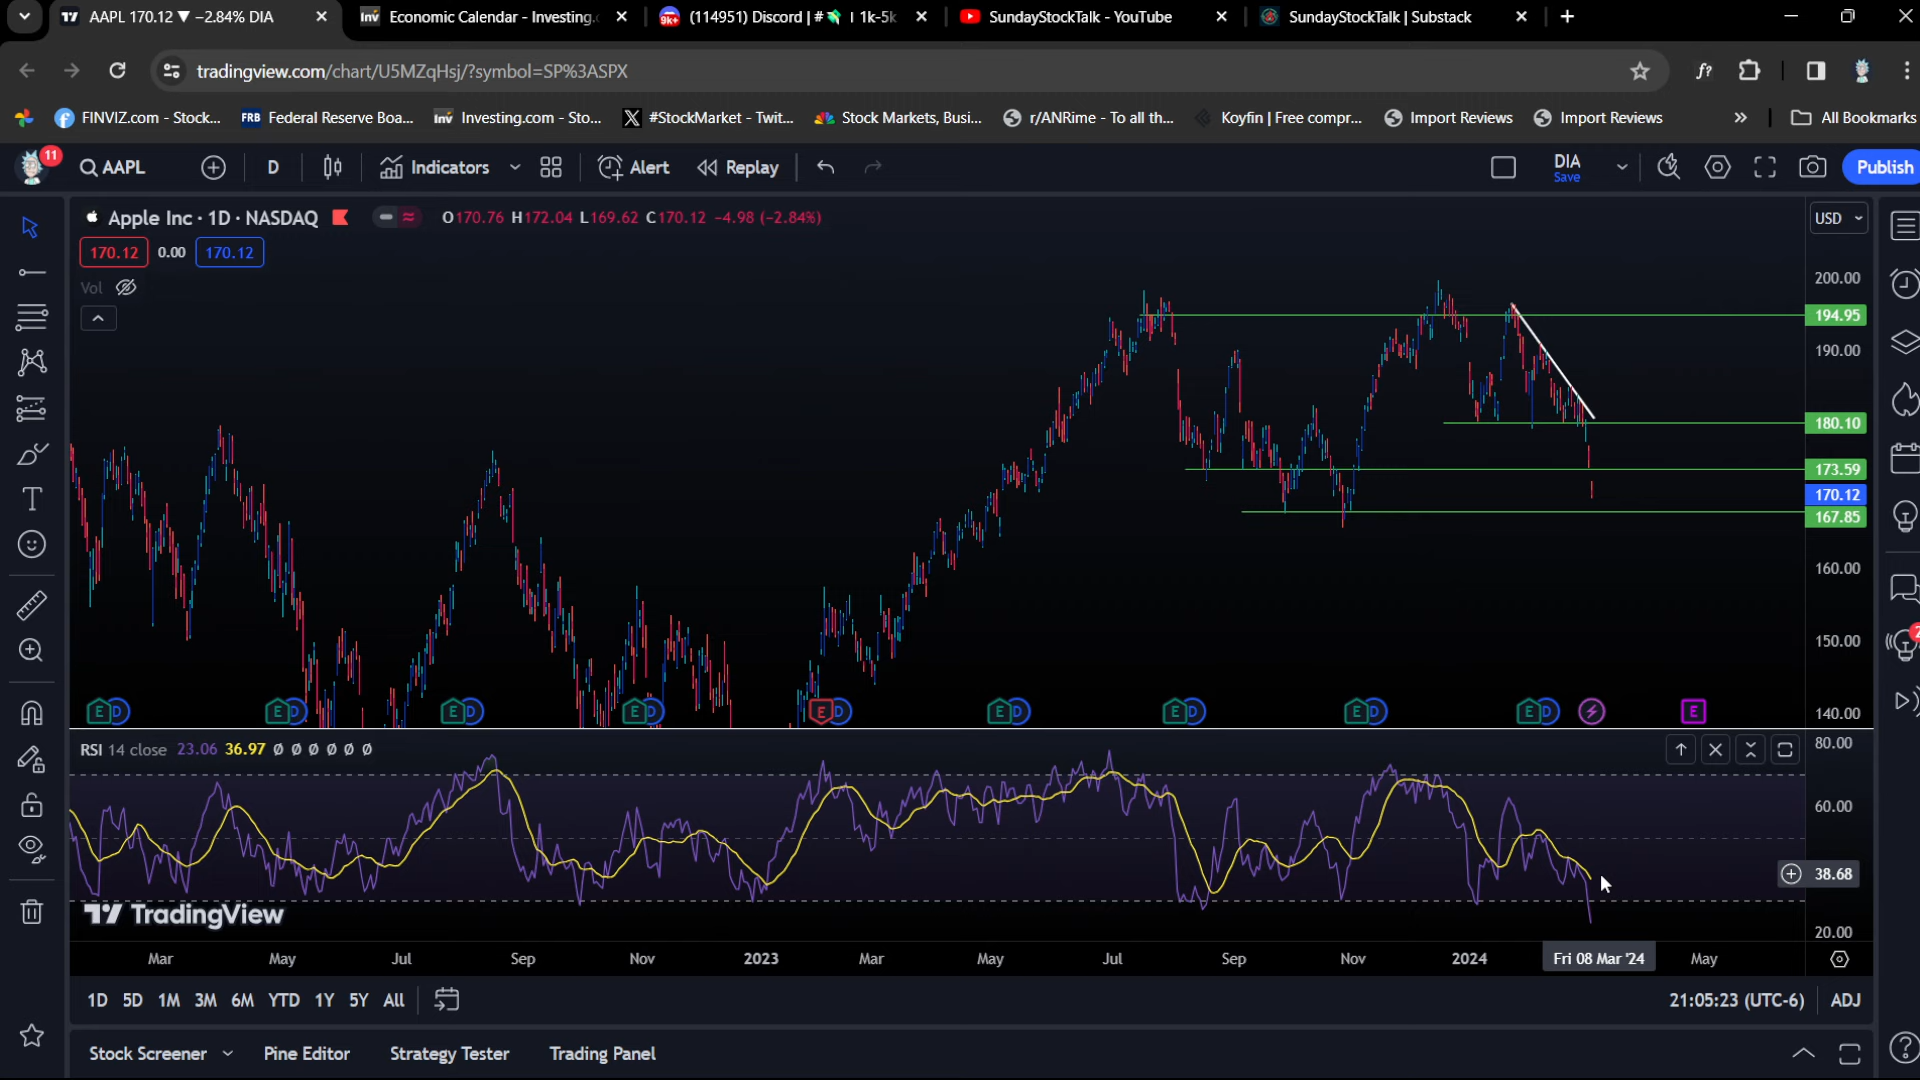 AAPL 170.12 ▼ −2.84% DIA
Economic Calendar - Investing.
9k+
(114951) Discord | # | 1k-5k
SundayStockTalk - YouTube
SundayStockTalk | Substack
tradingview.com/chart/U5MZqHsj/?symbol=SP%3ASPX
f?
FINVIZ.com - Stock...
FRB Federal Reserve Boa...
Inv Investing.com - Sto...
#StockMarket - Twit...
Stock Markets, Busi...
r/ANRime - To all th...
Koyfin | Free compr...
Import Reviews
Import Reviews
All Bookmarks
11
AAPL
D
Indicators
Alert
Replay
DIA
Save
Publish
Apple Inc · 1D · NASDAQ
O170.76 H172.04 L169.62 C170.12 −4.98 (−2.84%)
USD
170.12 0.00 170.12
Vol
200.00
194.95
190.00
180.10
173.59
170.12
167.85
160.00
150.00
140.00
E D E D E D E D E D E D E D E D E D E
RSI 14 close 23.06 36.97 Ø Ø Ø Ø Ø Ø
80.00
60.00
38.68
20.00
TradingView
Mar May Jul Sep Nov 2023 Mar May Jul Sep Nov 2024 Fri 08 Mar '24 May
1D 5D 1M 3M 6M YTD 1Y 5Y All
21:05:23 (UTC-6) ADJ
Stock Screener Pine Editor Strategy Tester Trading Panel